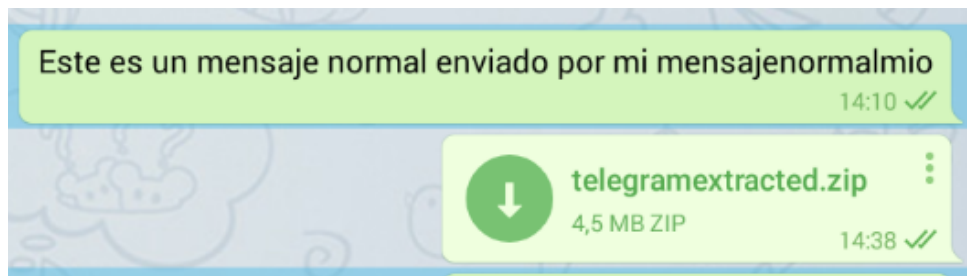 Este es un mensaje normal enviado por mi mensajenormalmio
14:10
telegramextracted.zip
4,5 MB ZIP
14:38